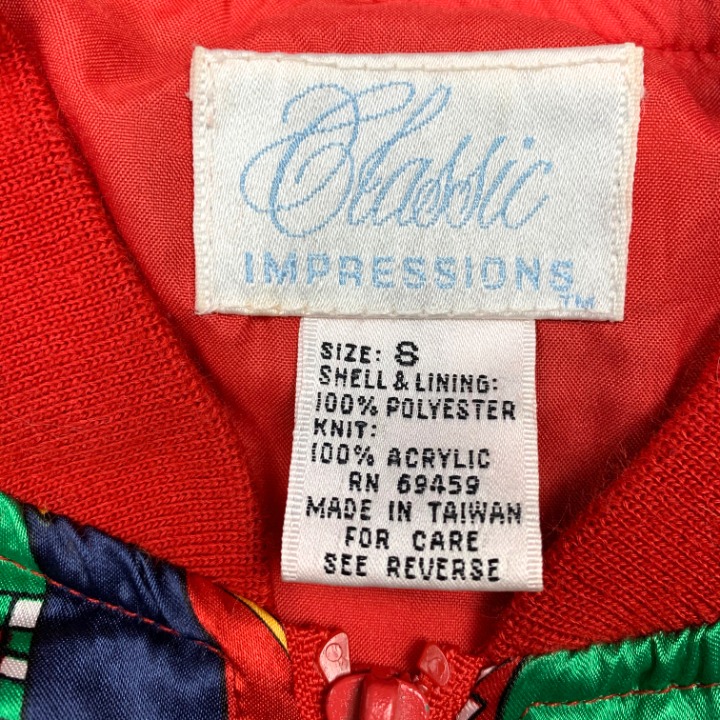 Classic
IMPRESSIONS
TM
SIZE: S
SHELL & LINING:
100% POLYESTER
KNIT:
100% ACRYLIC
RN 69459
MADE IN TAIWAN
FOR CARE
SEE REVERSE